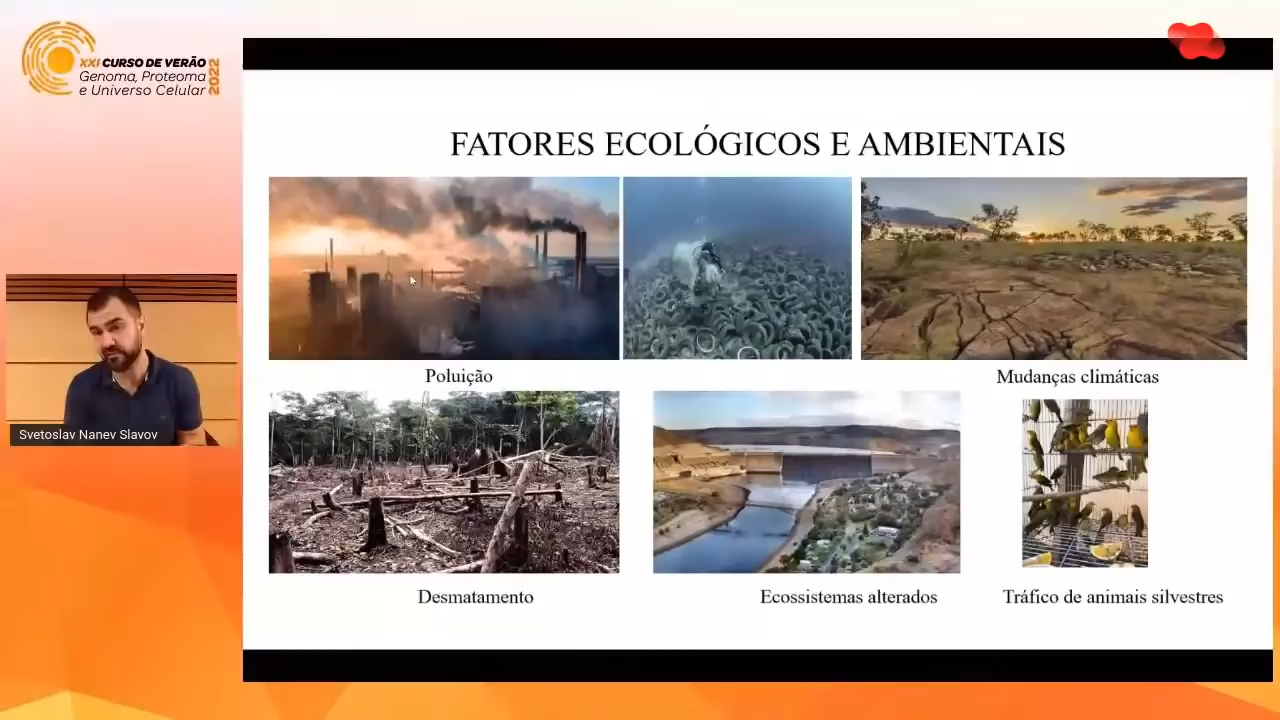 XXI CURSO DE VERÃO
Genoma, Proteoma
e Universo Celular
2022
FATORES ECOLÓGICOS E AMBIENTAIS
Poluição
Mudanças climáticas
Svetoslav Nanev Slavov
Desmatamento
Ecossistemas alterados
Tráfico de animais silvestres